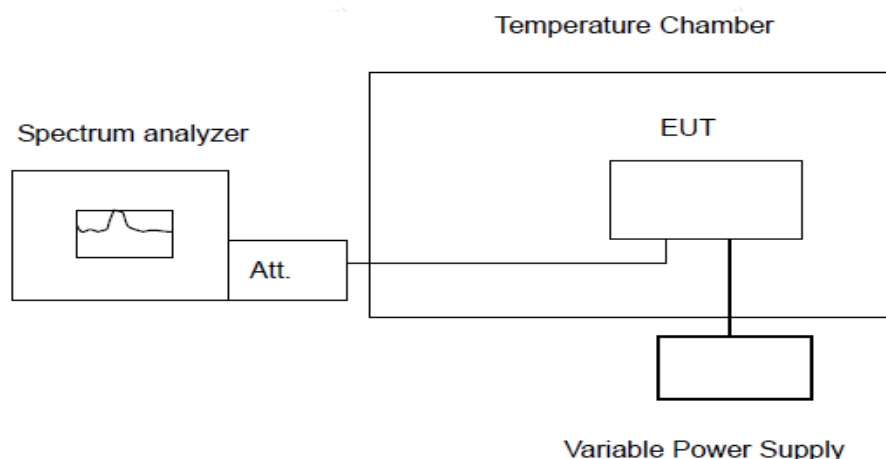 Temperature Chamber
Spectrum analyzer
EUT
Att.
Variable Power Supply